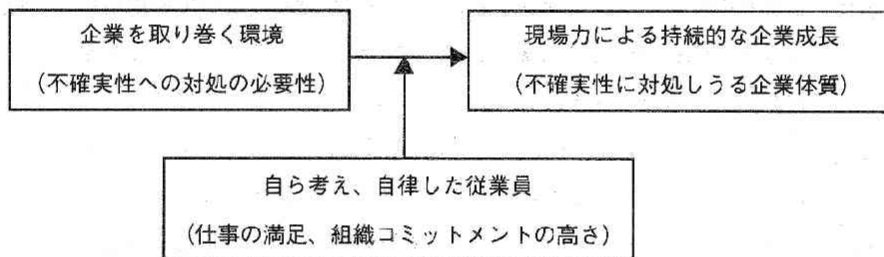 企業を取り巻く環境
(不確実性への対処の必要性)
現場力による持続的な企業成長
(不確実性に対処しうる企業体質)
自ら考え、自律した従業員
(仕事の満足、組織コミットメントの高さ)